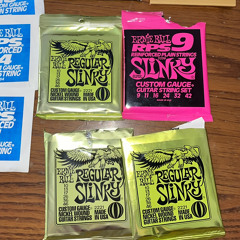 ERNIE BALL
REGULAR
SLINKY
2221
CUSTOM GAUGE
NICKEL WOUND
GUITAR STRINGS
MADE
IN USA
ERNIE BALL
RPS 9
REINFORCED PLAIN STRINGS
SLINKY
CUSTOM GAUGE
GUITAR STRING SET
9 11 16 24 32 42
ERNIE BALL
REGULAR
SLINKY
2221
CUSTOM GAUGE
NICKEL WOUND
GUITAR STRINGS
MADE
IN USA
ERNIE BALL
REGULAR
SLINKY
2221
CUSTOM GAUGE
NICKEL WOUND
GUITAR STRINGS
MADE
IN USA